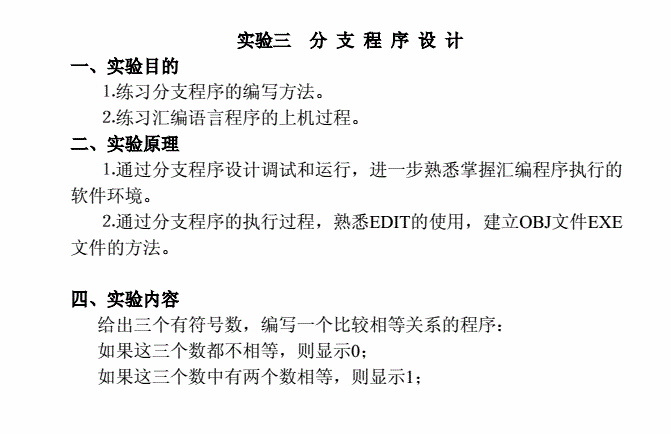 实验三 分 支 程 序 设 计
一、实验目的
1.练习分支程序的编写方法。
2.练习汇编语言程序的上机过程。
二、实验原理
1.通过分支程序设计调试和运行，进一步熟悉掌握汇编程序执行的
软件环境。
2.通过分支程序的执行过程，熟悉EDIT的使用，建立OBJ文件EXE
文件的方法。
四、实验内容
给出三个有符号数，编写一个比较相等关系的程序：
如果这三个数都不相等，则显示0；
如果这三个数中有两个数相等，则显示1；